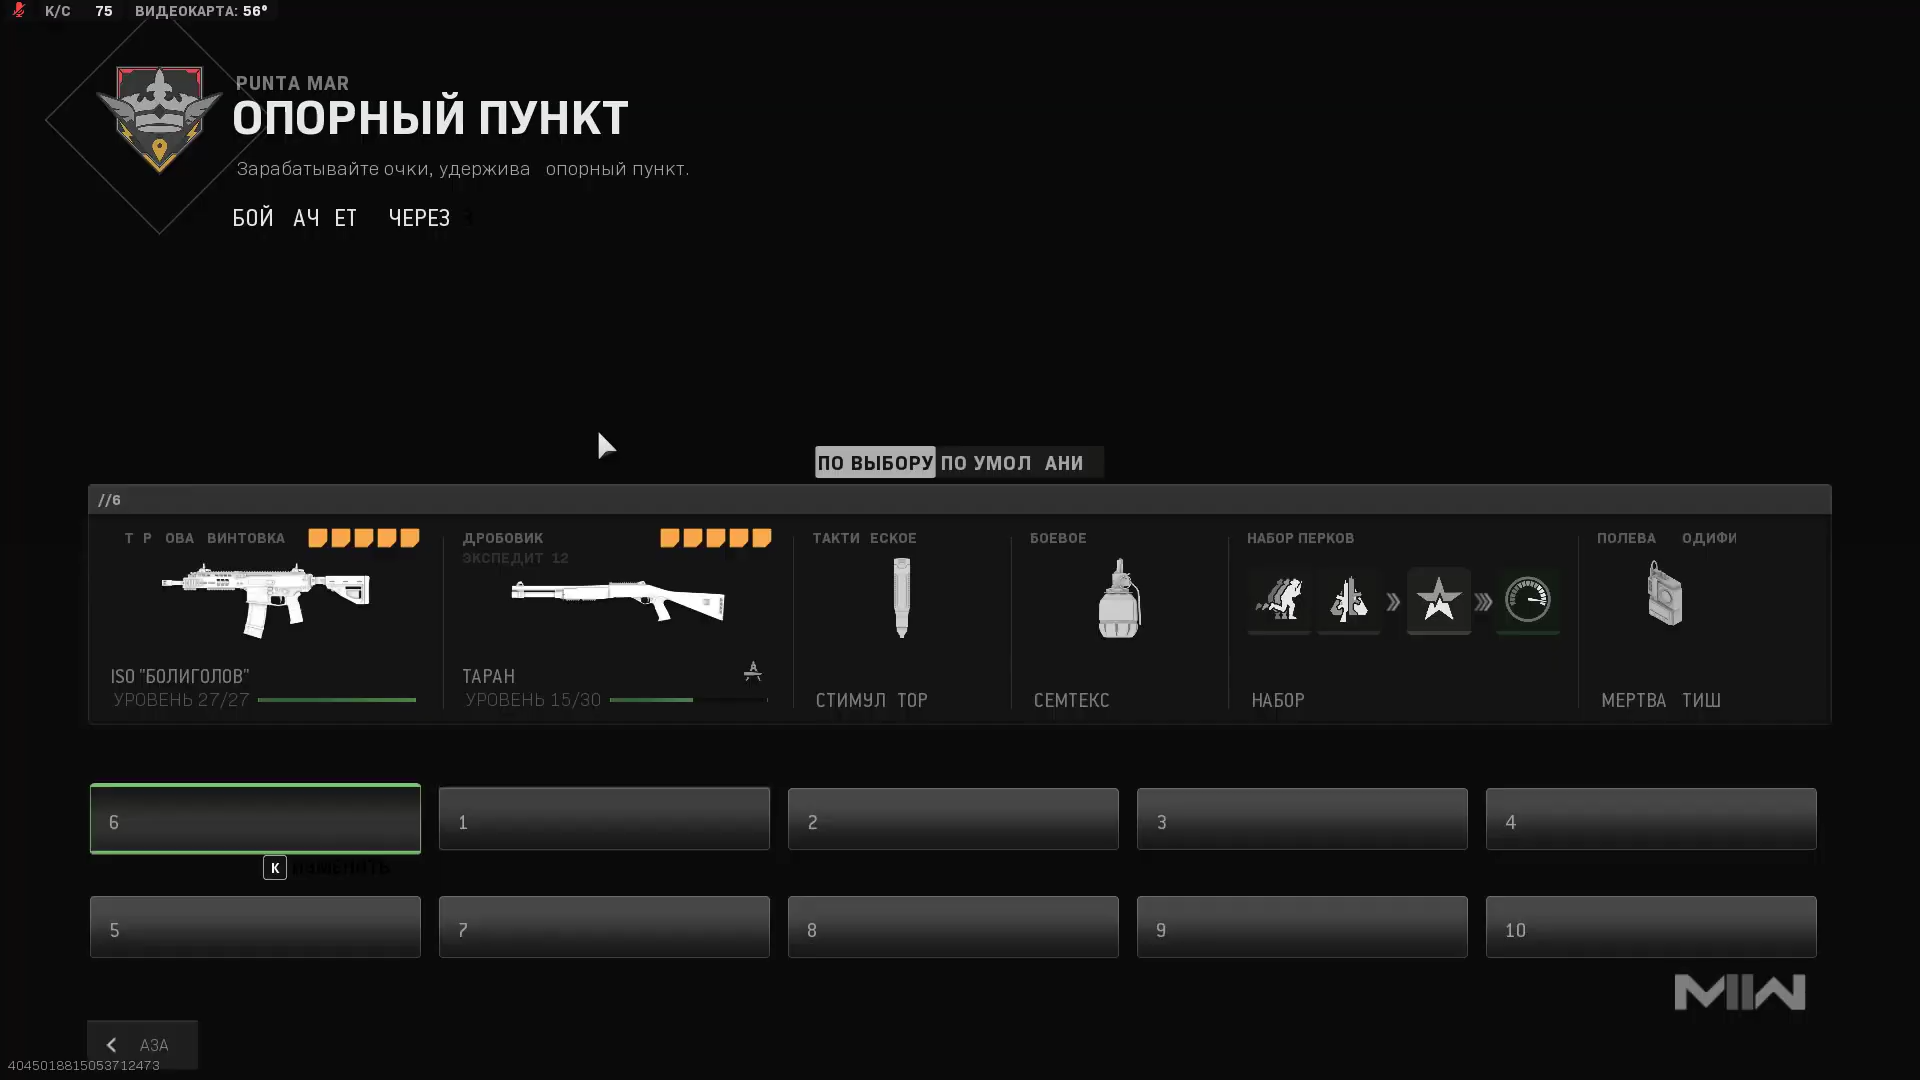 К/С 75 ВИДЕОКАРТА: 56°
PUNTA MAR
ОПОРНЫЙ ПУНКТ
Зарабатывайте очки, удержива опорный пункт.
БОЙ АЧ ЕТ ЧЕРЕЗ
ПО ВЫБОРУ ПО УМОЛ АНИ
//6
Т Р ОВА ВИНТОВКА ДРОБОВИК ТАКТИ ЕСКОЕ БОЕВОЕ НАБОР ПЕРКОВ ПОЛЕВА ОДИФИ
ЭКСПЕДИТ 12
ISO "БОЛИГОЛОВ" ТАРАН
УРОВЕНЬ 27/27 УРОВЕНЬ 15/30 СТИМУЛ ТОР СЕМТЕКС НАБОР МЕРТВА ТИШ
6 1 2 3 4
K ИЗМЕНИТЬ
5 7 8 9 10
MW
АЗА
4045018815053712473